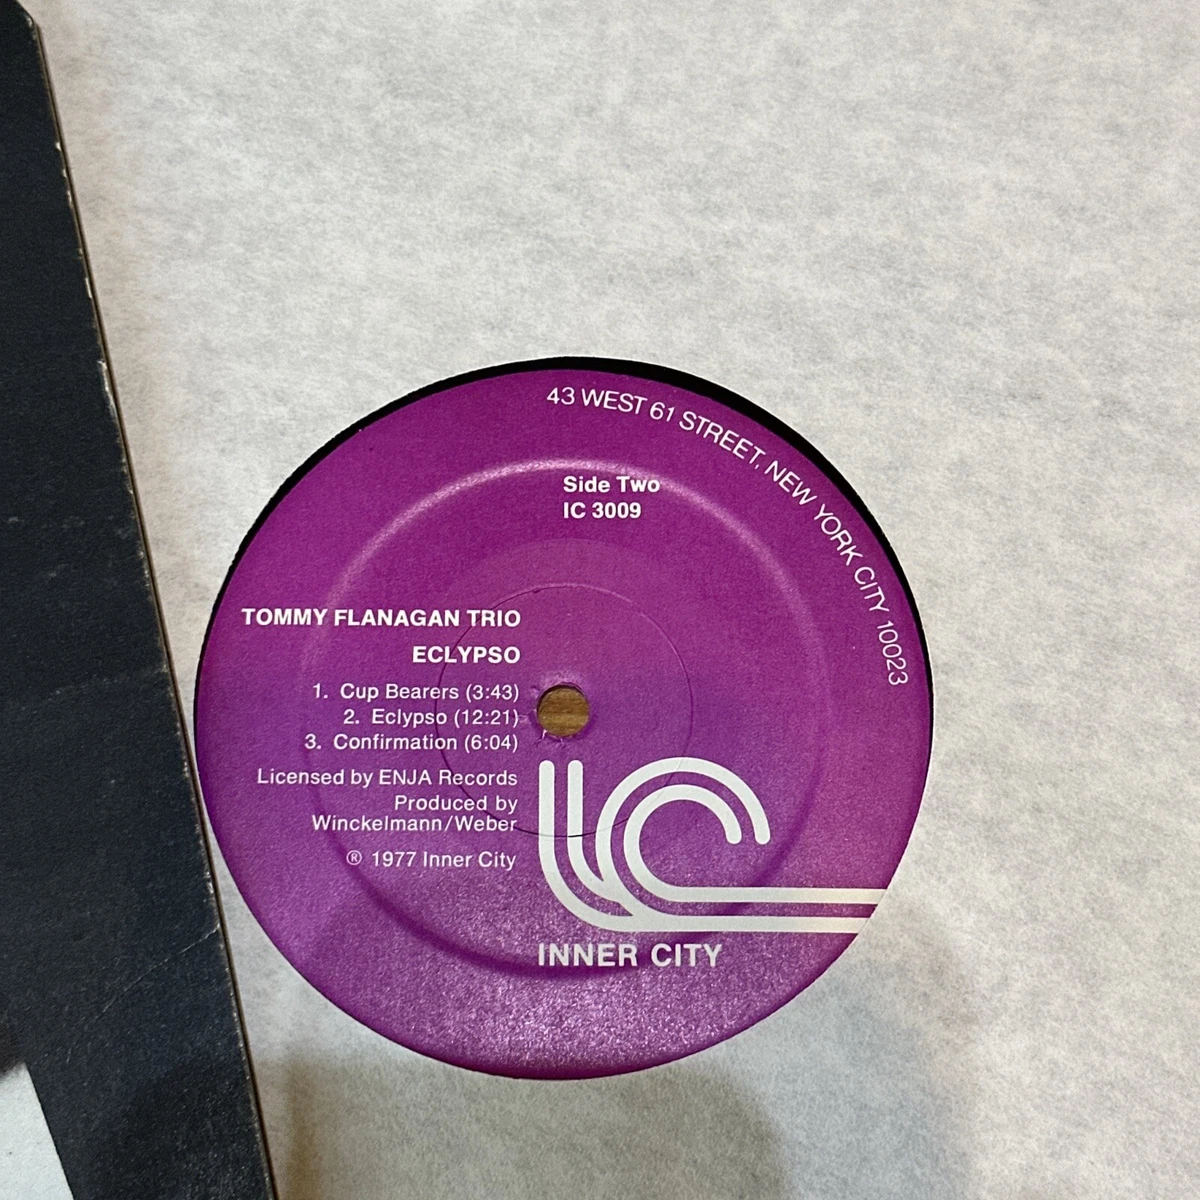 43 WEST 61 STREET, NEW YORK CITY 10023
Side Two
IC 3009
TOMMY FLANAGAN TRIO
ECLYPSO
1. Cup Bearers (3:43)
2. Eclypso (12:21)
3. Confirmation (6:04)
Licensed by ENJA Records
Produced by
Winckelmann/Weber
® 1977 Inner City
IC
INNER CITY